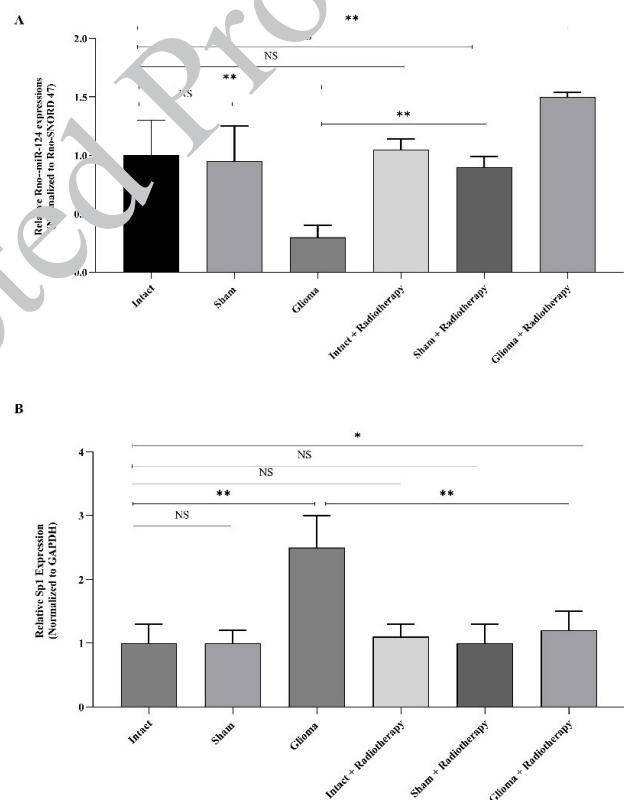 A
**
2.0
NS
**
1.5
NS
**
1.0
0.0
Relative Rno--miR-124 expressions
(Normalized to Rno-SNORD 47)
Intact
Sham
Glioma
Intact + Radiotherapy
Sham + Radiotherapy
Glioma + Radiotherapy
B
*
4
NS
NS
**
**
3
NS
2
1
0
Relative Sp1 Expression
(Normalized to GAPDH)
Intact
Sham
Glioma
Intact + Radiotherapy
Sham + Radiotherapy
Glioma + Radiotherapy